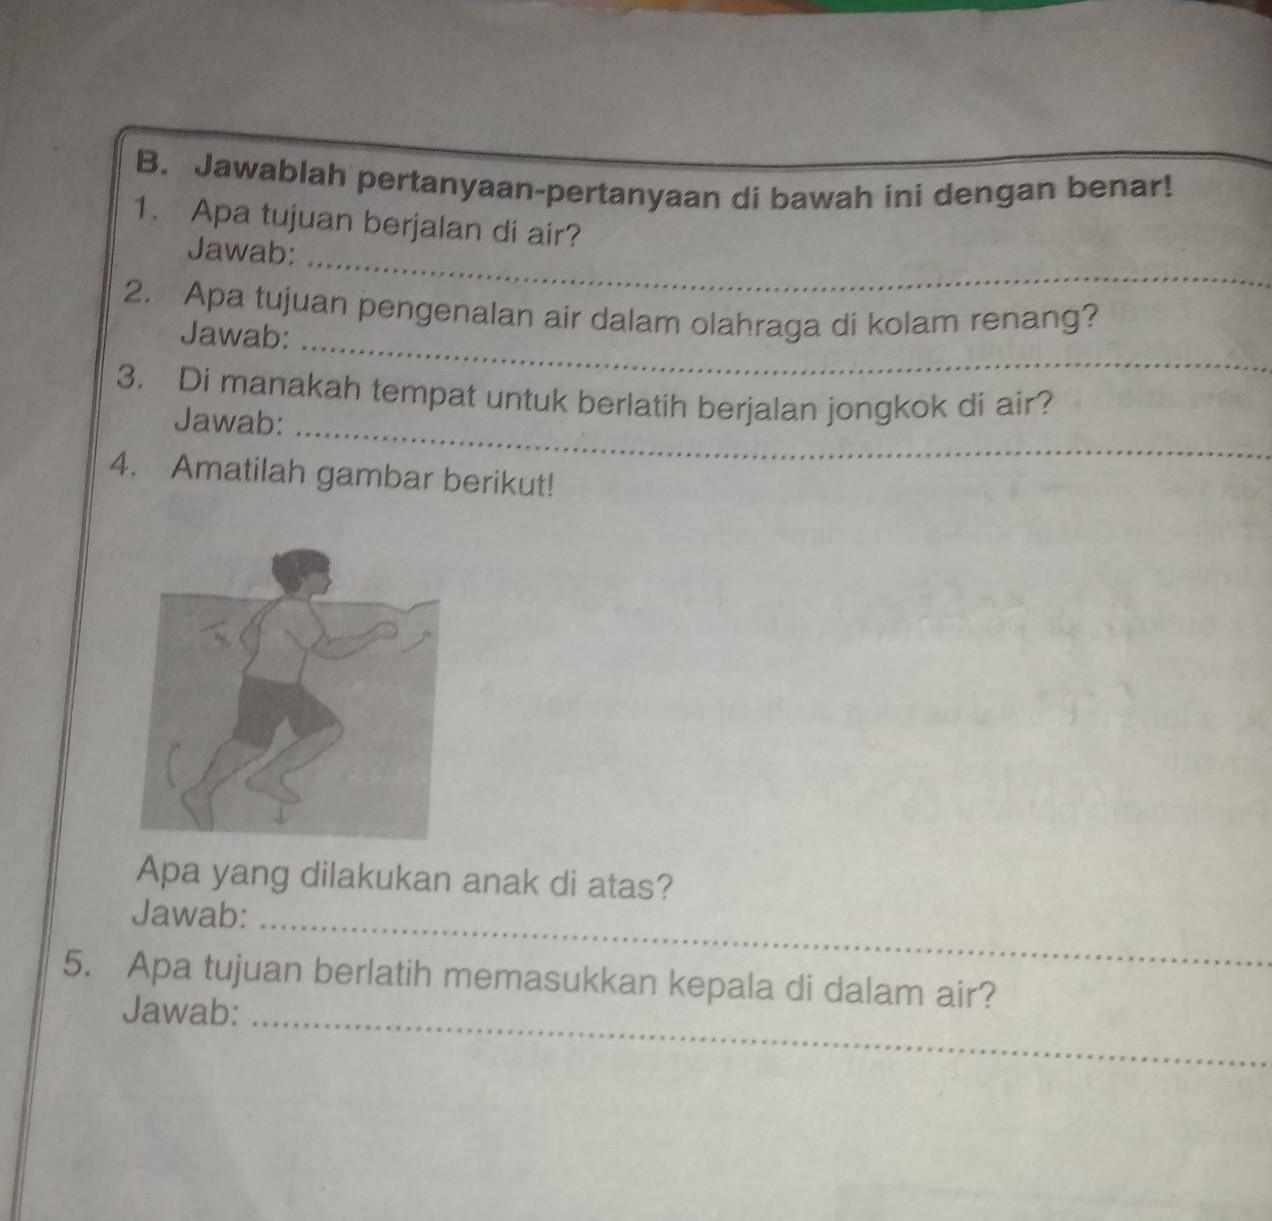 B. Jawablah pertanyaan-pertanyaan di bawah ini dengan benar!
1. Apa tujuan berjalan di air?
Jawab: ....................
2. Apa tujuan pengenalan air dalam olahraga di kolam renang?
Jawab: ....................
3. Di manakah tempat untuk berlatih berjalan jongkok di air?
Jawab: ....................
4. Amatilah gambar berikut!
Apa yang dilakukan anak di atas?
Jawab: ....................
5. Apa tujuan berlatih memasukkan kepala di dalam air?
Jawab: ....................